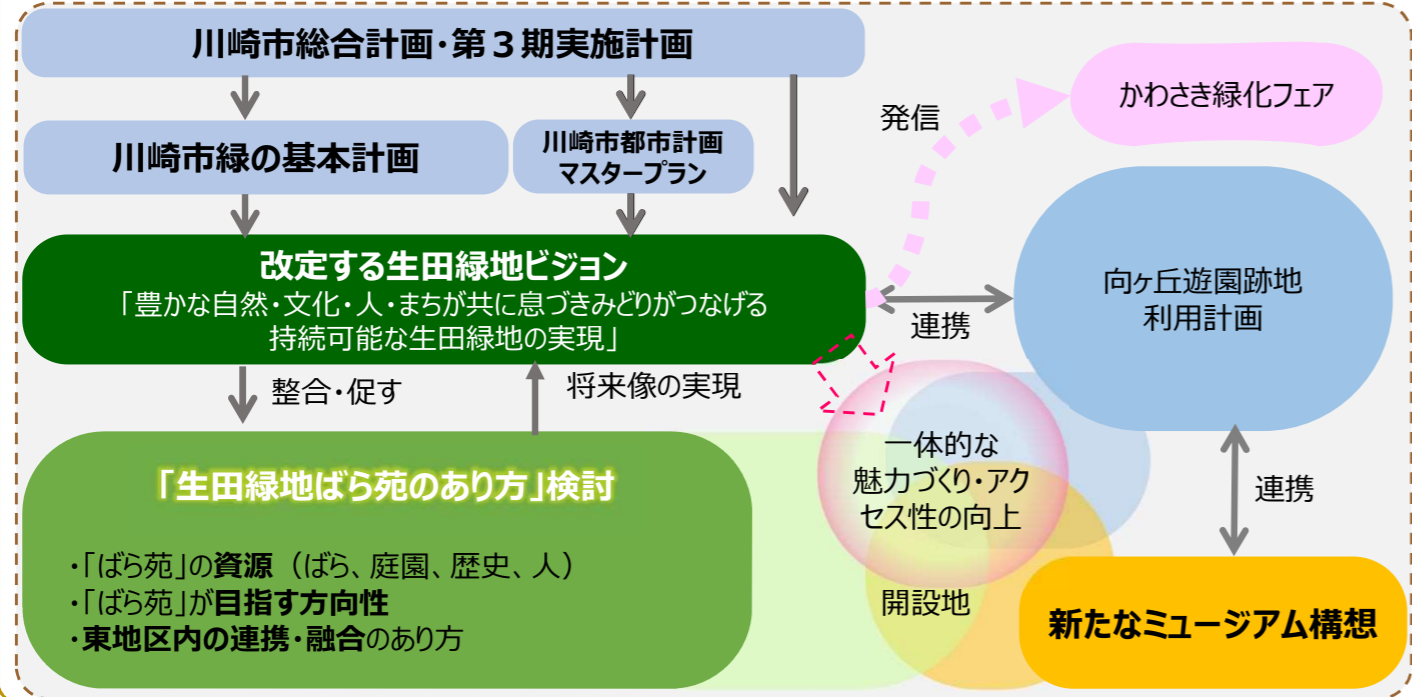 川崎市総合計画・第３期実施計画
川崎市緑の基本計画
川崎市都市計画
マスタープラン
発信
かわさき緑化フェア
改定する生田緑地ビジョン
「豊かな自然・文化・人・まちが共に息づきみどりがつなげる
持続可能な生田緑地の実現」
連携
向ヶ丘遊園跡地
利用計画
整合・促す
将来像の実現
「生田緑地ばら苑のあり方」検討
・「ばら苑」の資源（ばら、庭園、歴史、人）
・「ばら苑」が目指す方向性
・東地区内の連携・融合のあり方
一体的な
魅力づくり・アク
セス性の向上
開設地
連携
新たなミュージアム構想